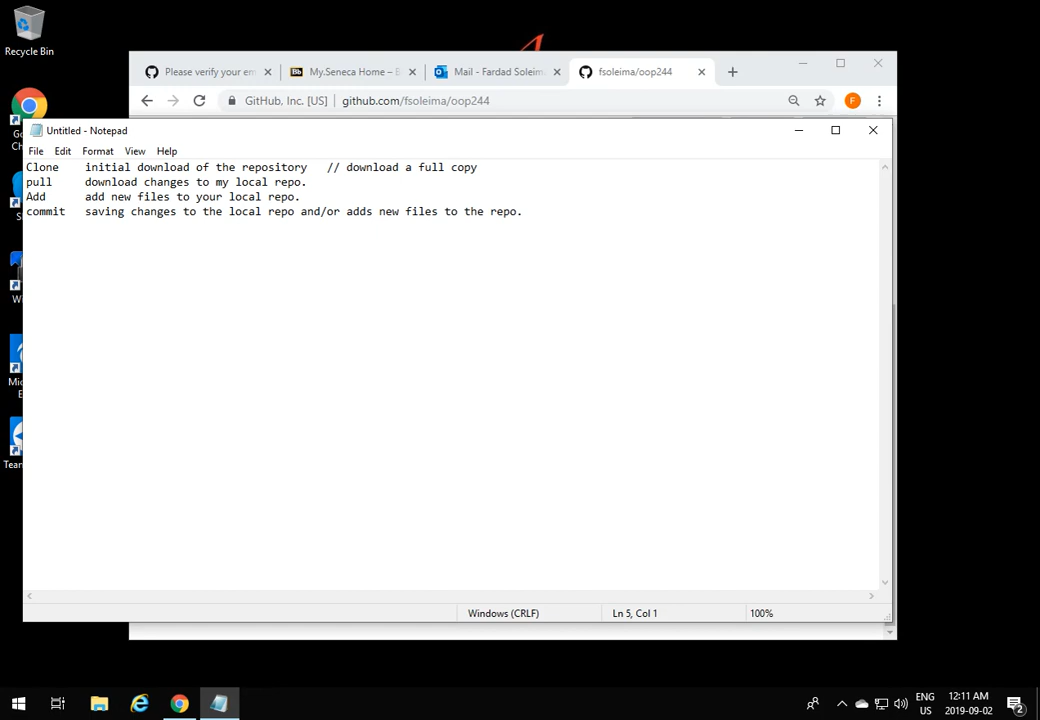 Recycle Bin
Please verify your em
My.Seneca Home – B
Mail - Fardad Soleima
fsoleima/oop244
GitHub, Inc. [US]
github.com/fsoleima/oop244
F
Untitled - Notepad
File Edit Format View Help
Clone initial download of the repository // download a full copy
pull download changes to my local repo.
Add add new files to your local repo.
commit saving changes to the local repo and/or adds new files to the repo.
Windows (CRLF)
Ln 5, Col 1
100%
Team
ENG
US
12:11 AM
2019-09-02
2